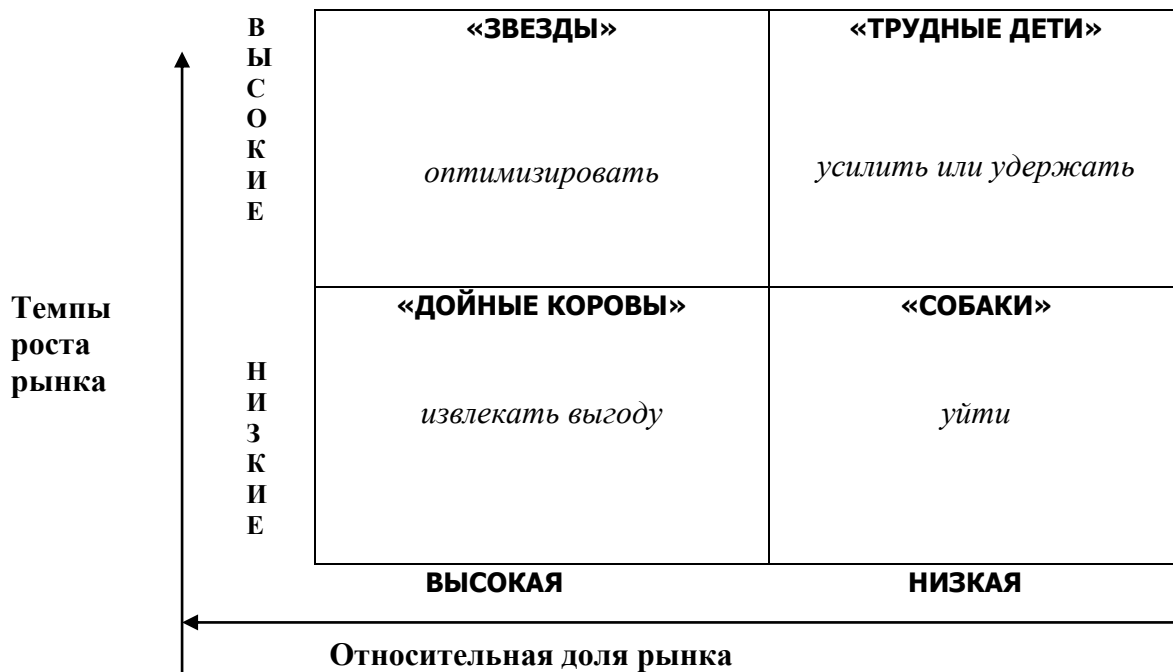 «ЗВЕЗДЫ»
«ТРУДНЫЕ ДЕТИ»
В
Ы
С
О
К
И
Е
оптимизировать
усилить или удержать
Темпы
роста
рынка
«ДОЙНЫЕ КОРОВЫ»
«СОБАКИ»
Н
И
З
К
И
Е
извлекать выгоду
уйти
ВЫСОКАЯ
НИЗКАЯ
Относительная доля рынка